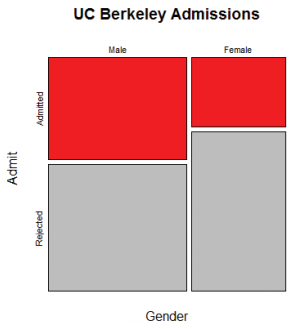 UC Berkeley Admissions
Male Female
Admitted
Admit
Rejected
Gender